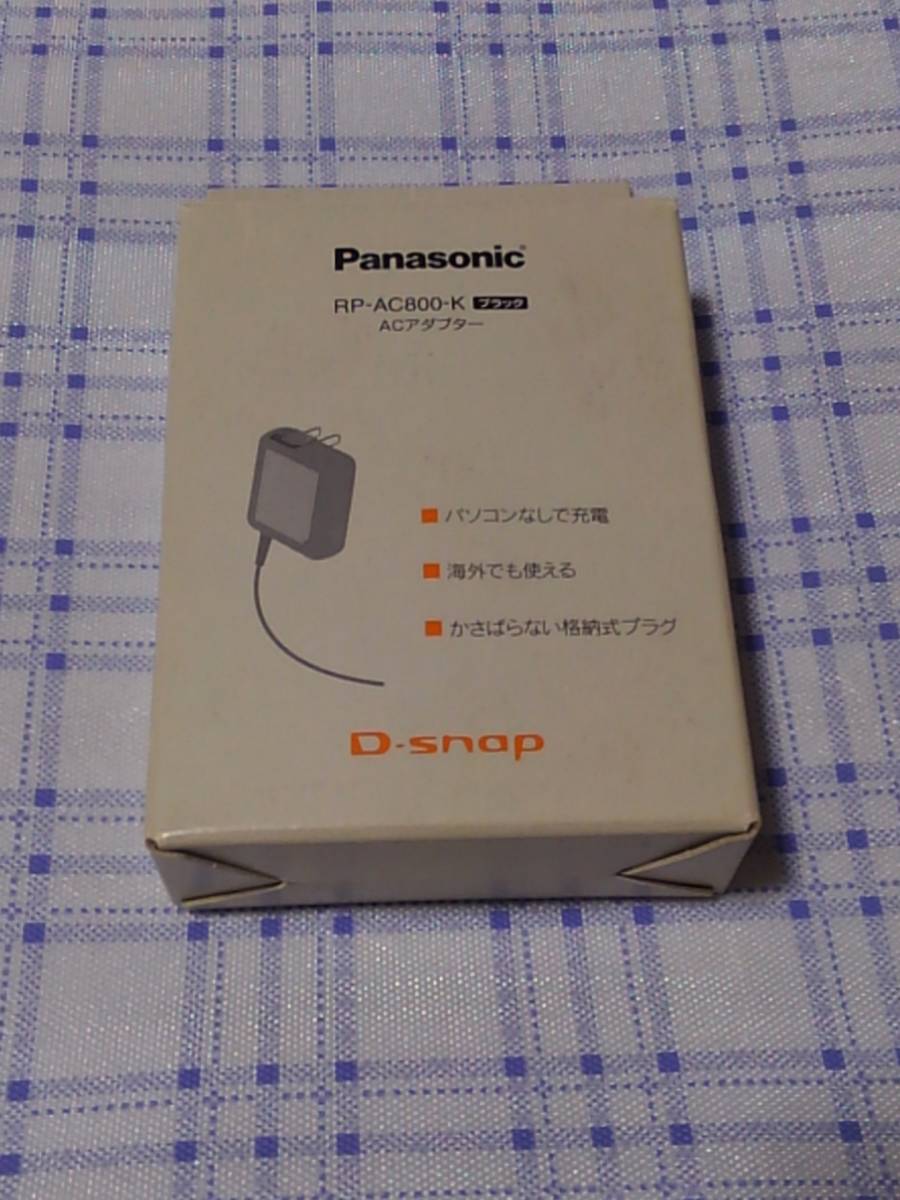 Panasonic
RP-AC800-K ブラック
ACアダプター
パソコンなしで充電
海外でも使える
かさばらない格納式プラグ
D-snap